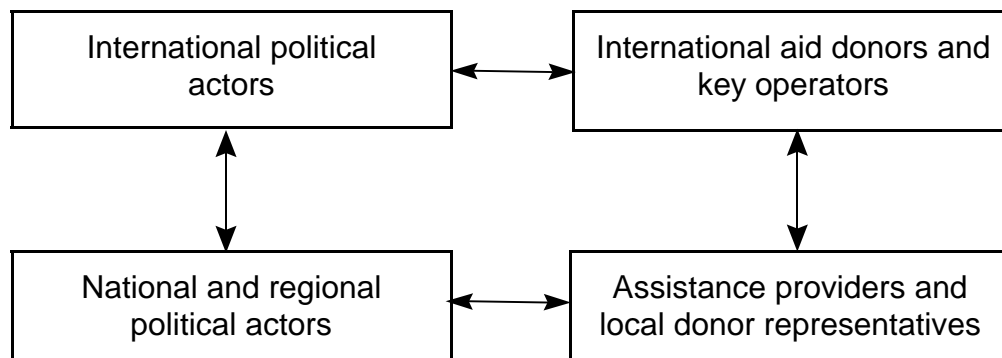 International political
actors
International aid donors and
key operators
National and regional
political actors
Assistance providers and
local donor representatives